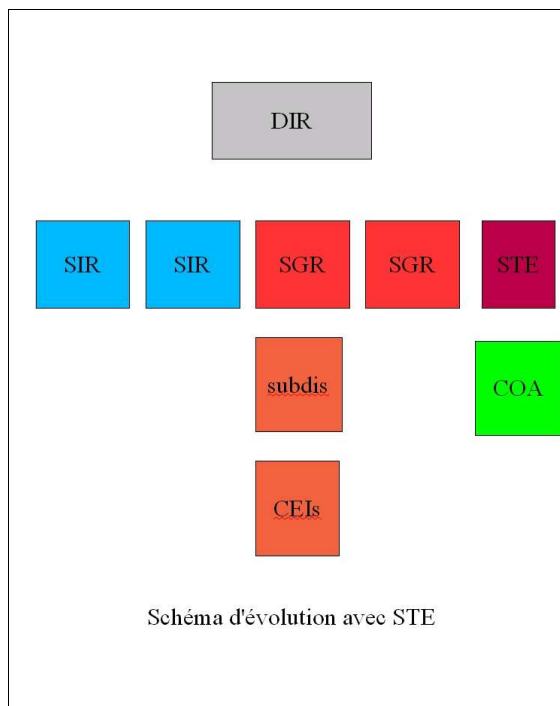 DIR
SIR SIR SGR SGR STE
subdis COA
CEIs
Schéma d'évolution avec STE